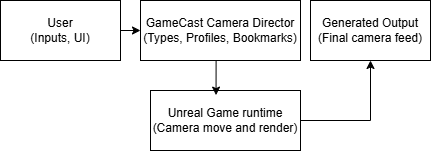 User
(Inputs, UI)
GameCast Camera Director
(Types, Profiles, Bookmarks)
Generated Output
(Final camera feed)
Unreal Game runtime
(Camera move and render)